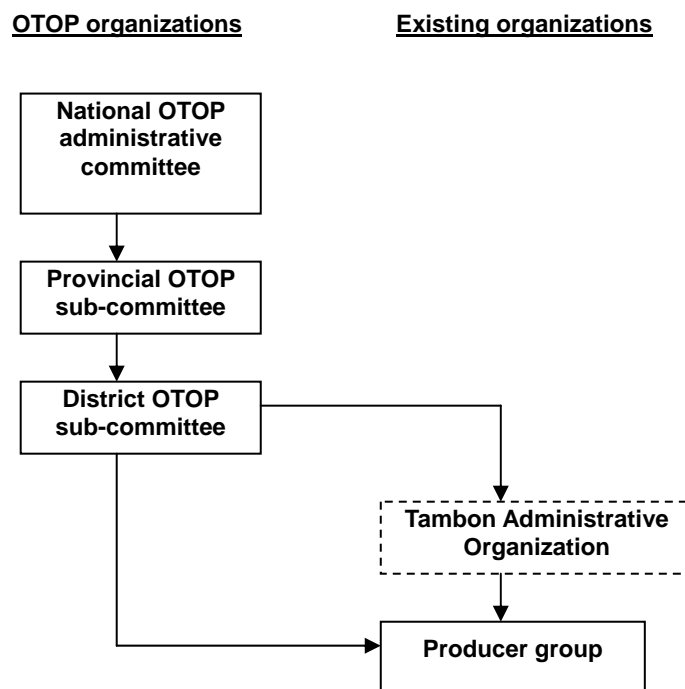 OTOP organizations
Existing organizations
National OTOP
administrative
committee
Provincial OTOP
sub-committee
District OTOP
sub-committee
Tambon Administrative
Organization
Producer group